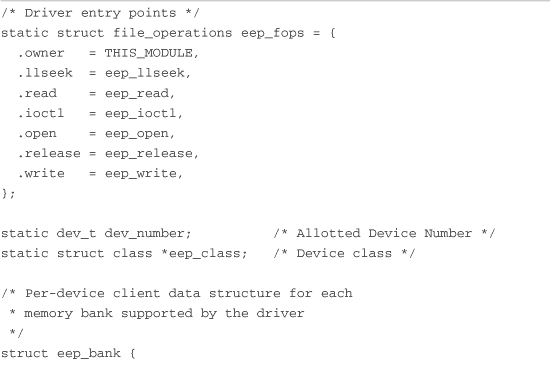 /* Driver entry points */
static struct file_operations eep_fops = {
  .owner   = THIS_MODULE,
  .llseek  = eep_llseek,
  .read    = eep_read,
  .ioctl   = eep_ioctl,
  .open    = eep_open,
  .release = eep_release,
  .write   = eep_write,
};

static dev_t dev_number;          /* Allotted Device Number */
static struct class *eep_class;   /* Device class */

/* Per-device client data structure for each
 * memory bank supported by the driver
 */
struct eep_bank {